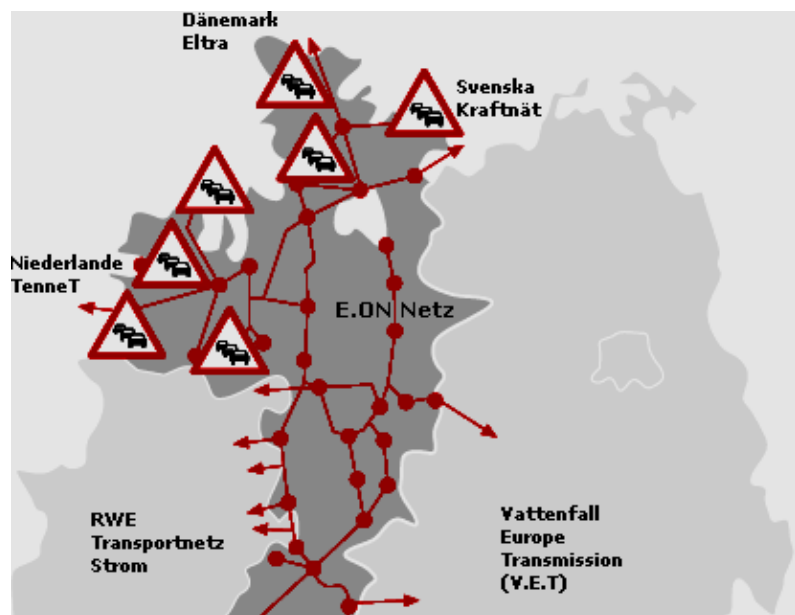 Dänemark
Eltra
Svenska
Kraftnät
Niederlande
TenneT
E.ON Netz
RWE
Transportnetz
Strom
Vattenfall
Europe
Transmission
(V.E.T)